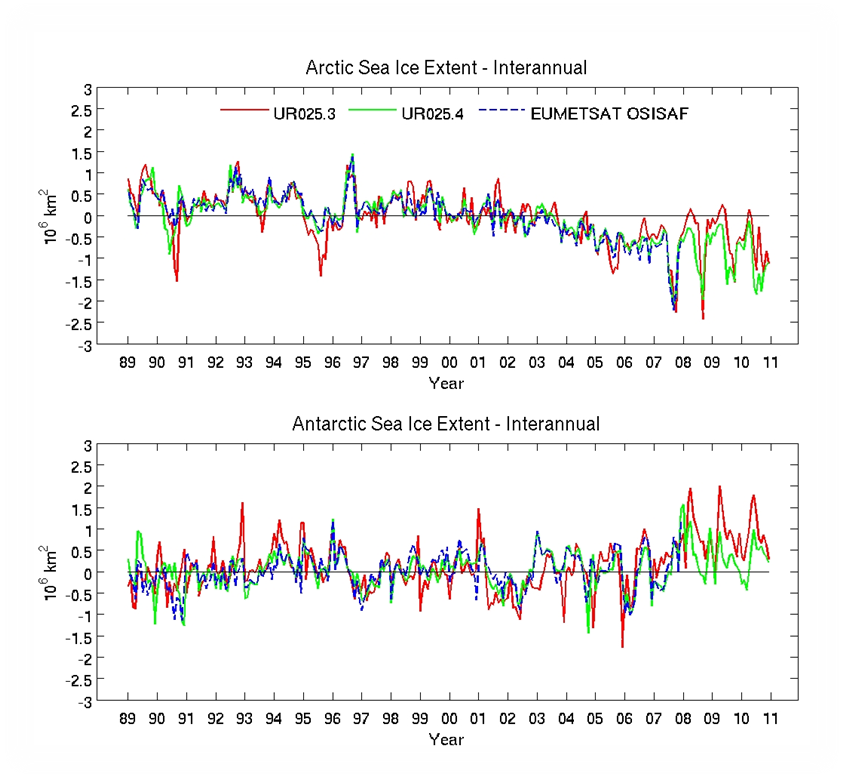 Arctic Sea Ice Extent - Interannual
UR025.3 UR025.4 EUMETSAT OSISAF
3
2.5
2
1.5
1
0.5
0
-0.5
-1
-1.5
-2
-2.5
-3
10⁶ km²
89 90 91 92 93 94 95 96 97 98 99 00 01 02 03 04 05 06 07 08 09 10 11
Year
Antarctic Sea Ice Extent - Interannual
3
2.5
2
1.5
1
0.5
0
-0.5
-1
-1.5
-2
-2.5
-3
10⁶ km²
89 90 91 92 93 94 95 96 97 98 99 00 01 02 03 04 05 06 07 08 09 10 11
Year